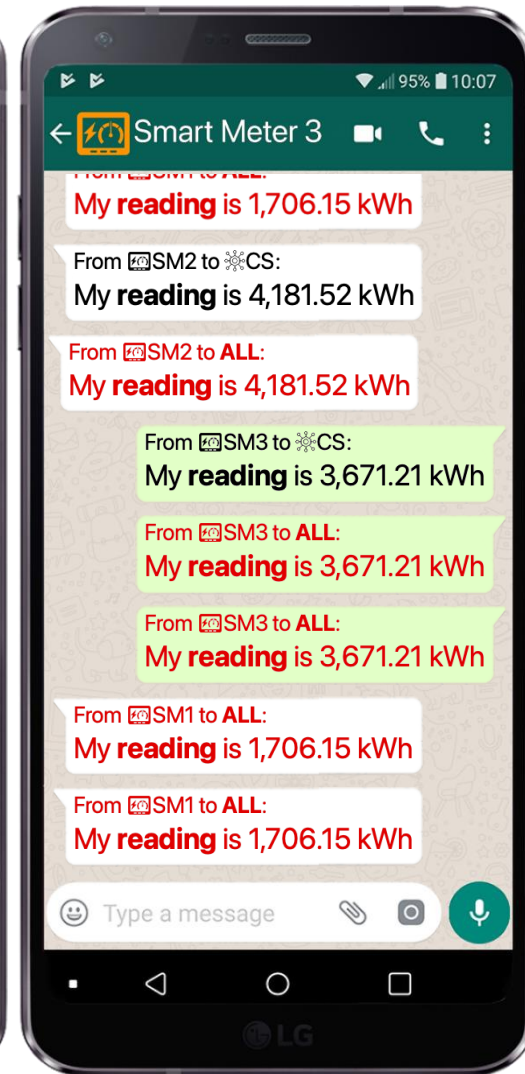 95% 10:07
Smart Meter 3
From SM1 to ALL:
My reading is 1,706.15 kWh
From SM2 to CS:
My reading is 4,181.52 kWh
From SM2 to ALL:
My reading is 4,181.52 kWh
From SM3 to CS:
My reading is 3,671.21 kWh
From SM3 to ALL:
My reading is 3,671.21 kWh
From SM3 to ALL:
My reading is 3,671.21 kWh
From SM1 to ALL:
My reading is 1,706.15 kWh
From SM1 to ALL:
My reading is 1,706.15 kWh
Type a message
LG